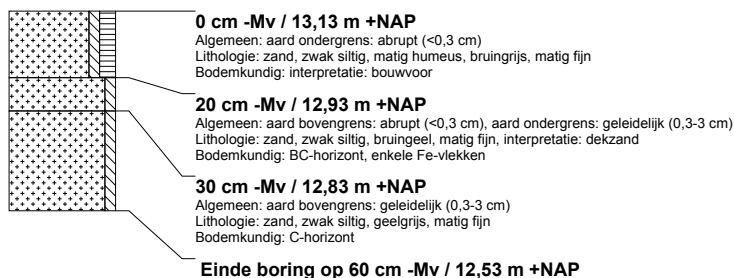 0 cm -Mv / 13,13 m +NAP
Algemeen: aard ondergrens: abrupt (<0,3 cm)
Lithologie: zand, zwak siltig, matig humeus, bruingrijs, matig fijn
Bodemkundig: interpretatie: bouwvoor
20 cm -Mv / 12,93 m +NAP
Algemeen: aard bovengrens: abrupt (<0,3 cm), aard ondergrens: geleidelijk (0,3-3 cm)
Lithologie: zand, zwak siltig, bruingeel, matig fijn, interpretatie: dekzand
Bodemkundig: BC-horizont, enkele Fe-vlekken
30 cm -Mv / 12,83 m +NAP
Algemeen: aard bovengrens: geleidelijk (0,3-3 cm)
Lithologie: zand, zwak siltig, geelgrijs, matig fijn
Bodemkundig: C-horizont
Einde boring op 60 cm -Mv / 12,53 m +NAP